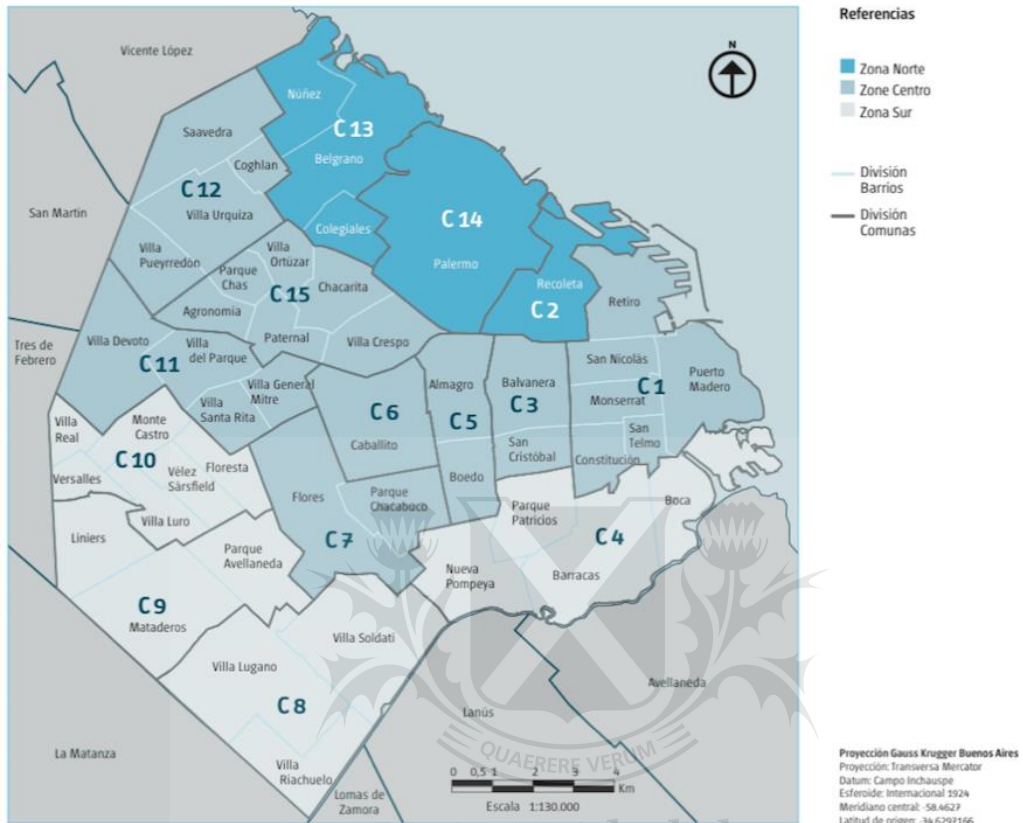 Vicente López
N
Núñez
C 13
Saavedra
Belgrano
Coghlan
C 12
San Martín
Villa Urquiza
C 14
Colegiales
Villa
Pueyrredón
Villa
Ortúzar
Palermo
Parque
Chas
Chacarita
C 15
Recoleta
Agronomía
C 2
Retiro
Villa Devoto
Villa
del Parque
Paternal
Villa Crespo
Tres de
Febrero
C 11
San Nicolás
Puerto
Madero
Almagro
Balvanera
C 1
Villa General
Mitre
Villa
Santa Rita
C 6
C 5
C 3
Monserrat
Villa
Real
Monte
Castro
San
Telmo
Caballito
San
Cristóbal
Constitución
C 10
Vélez
Sársfield
Floresta
Versalles
Boedo
Flores
Parque
Chacabuco
Boca
Parque
Patricios
Villa Luro
Liniers
C 7
C 4
Parque
Avellaneda
Nueva
Pompeya
Barracas
C 9
Mataderos
Villa Soldati
Villa Lugano
Avellaneda
C 8
Lanús
La Matanza
QUAERERE VERUM
Villa
Riachuelo
0 0,5 1 2 3 4
Km
Lomas de
Zamora
Escala 1:130.000
Referencias
Zona Norte
Zone Centro
Zona Sur
División
Barrios
División
Comunas
Proyección Gauss Krugger Buenos Aires
Proyección: Transversa Mercator
Datum: Campo Inchauspe
Esferoide: Internacional 1924
Meridiano central: -58.4627
Latitud de origen: -34.6297166